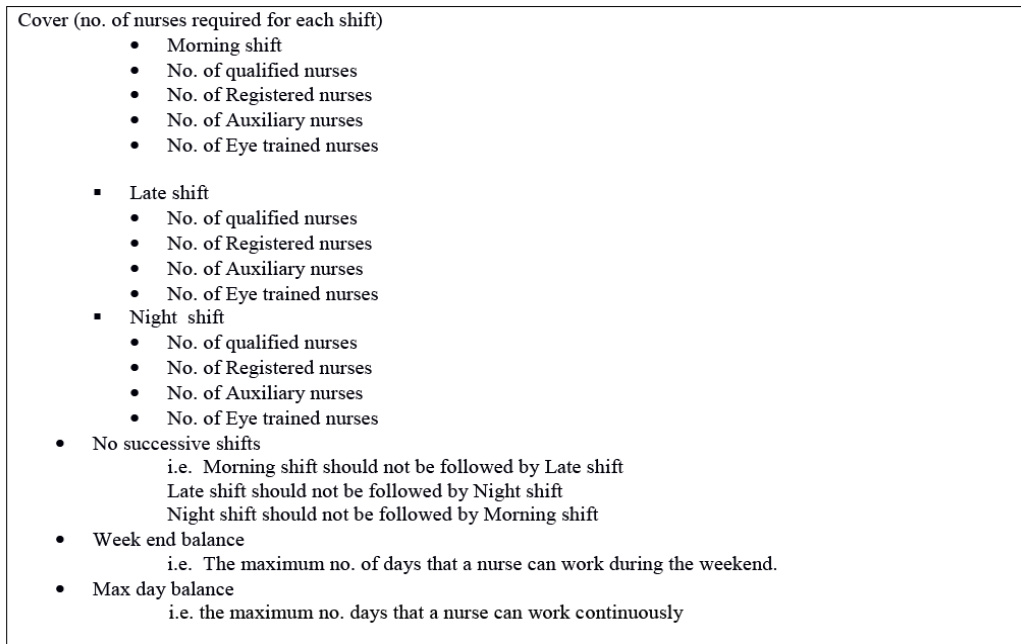 Cover (no. of nurses required for each shift)
• Morning shift
• No. of qualified nurses
• No. of Registered nurses
• No. of Auxiliary nurses
• No. of Eye trained nurses
▪ Late shift
• No. of qualified nurses
• No. of Registered nurses
• No. of Auxiliary nurses
• No. of Eye trained nurses
▪ Night shift
• No. of qualified nurses
• No. of Registered nurses
• No. of Auxiliary nurses
• No. of Eye trained nurses
• No successive shifts
i.e. Morning shift should not be followed by Late shift
Late shift should not be followed by Night shift
Night shift should not be followed by Morning shift
• Week end balance
i.e. The maximum no. of days that a nurse can work during the weekend.
• Max day balance
i.e. the maximum no. days that a nurse can work continuously